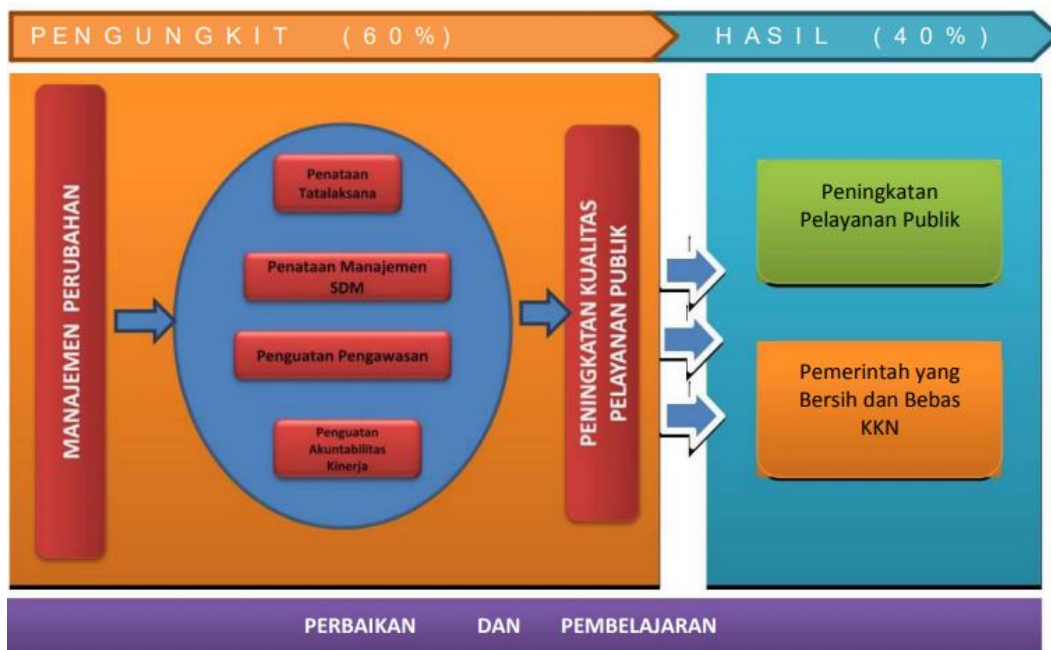 PENGUNGKIT (60%)
HASIL (40%)
MANAJEMEN PERUBAHAN
Penataan
Tatalaksana
Penataan Manajemen
SDM
Penguatan Pengawasan
Penguatan
Akuntabilitas
Kinerja
PENINGKATAN KUALITAS
PELAYANAN PUBLIK
Peningkatan
Pelayanan Publik
Pemerintah yang
Bersih dan Bebas
KKN
PERBAIKAN DAN PEMBELAJARAN